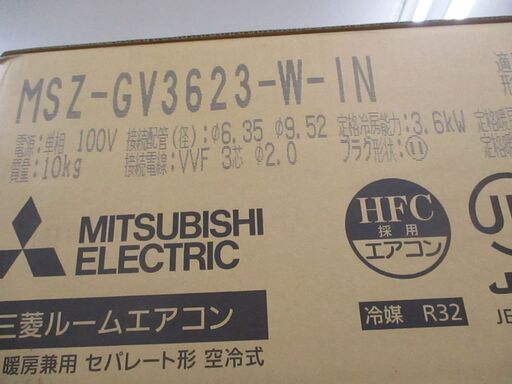 MSZ-GV3623-W-IN
電源:単相 100V 接続配管(径):φ6.35 φ9.52 定格冷房能力:3.6kW
質量:10kg 接続電線:VVF 3芯 φ2.0 プラグ形状:
MITSUBISHI
ELECTRIC
HFC
採用
エアコン
三菱ルームエアコン
冷媒 R32
暖房兼用 セパレート形 空冷式